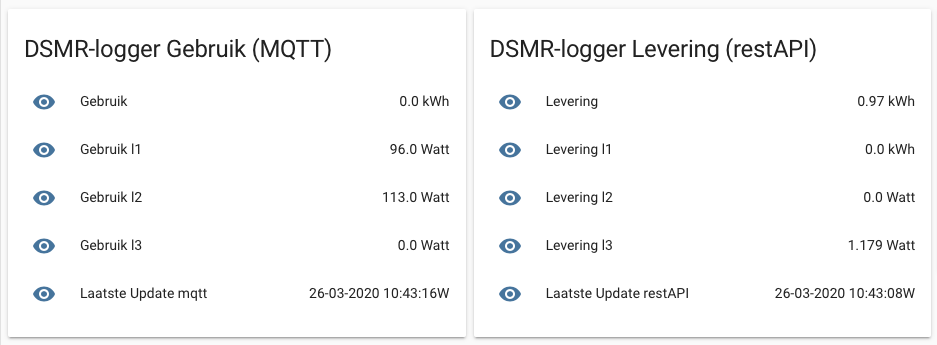 DSMR-logger Gebruik (MQTT)
Gebruik 0.0 kWh
Gebruik l1 96.0 Watt
Gebruik l2 113.0 Watt
Gebruik l3 0.0 Watt
Laatste Update mqtt 26-03-2020 10:43:16W
DSMR-logger Levering (restAPI)
Levering 0.97 kWh
Levering l1 0.0 kWh
Levering l2 0.0 Watt
Levering l3 1.179 Watt
Laatste Update restAPI 26-03-2020 10:43:08W